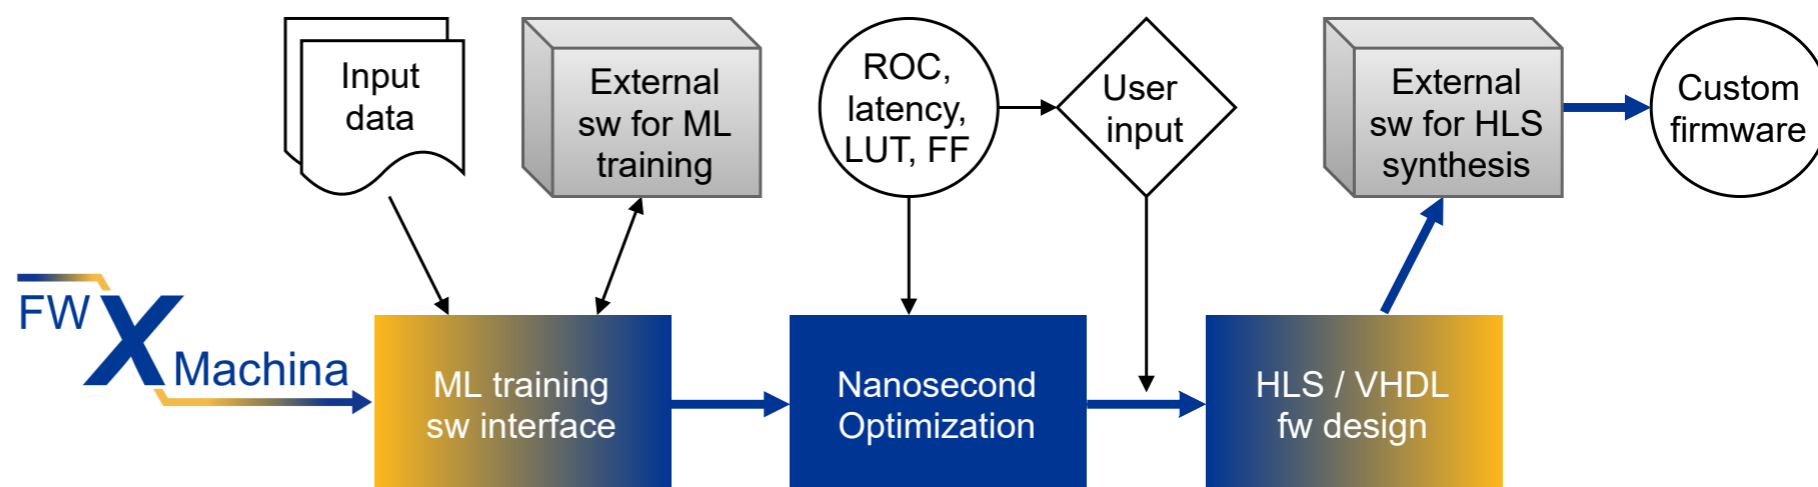 Input
data
External
sw for ML
training
ROC,
latency,
LUT, FF
User
input
External
sw for HLS
synthesis
Custom
firmware
FW
X
Machina
ML training
sw interface
Nanosecond
Optimization
HLS / VHDL
fw design